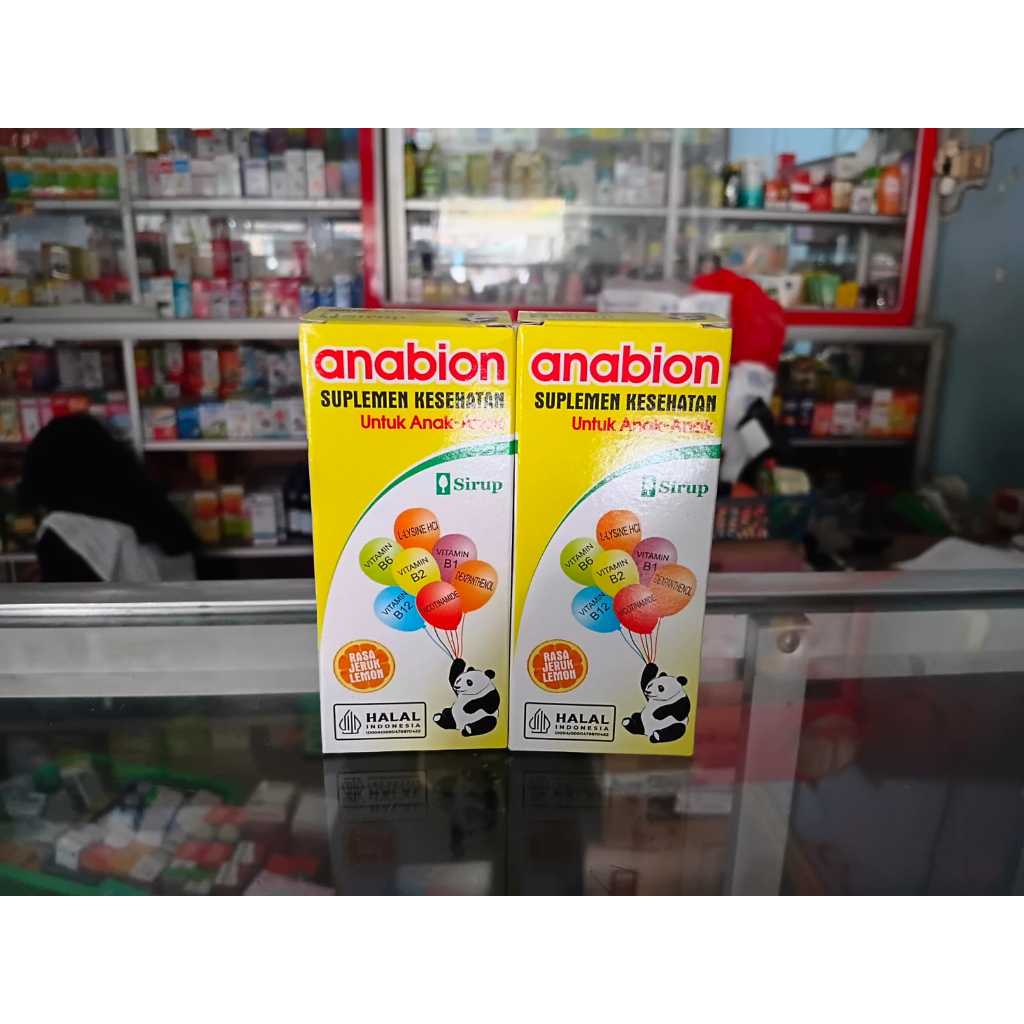 anabion
SUPLEMEN KESEHATAN
Untuk Anak-Anak
Sirup
L-LYSINE HCl
VITAMIN
B6
VITAMIN
B1
VITAMIN
B2
DEXPANTHENOL
VITAMIN
B12
NICOTINAMIDE
RASA
JERUK
LEMON
HALAL
INDONESIA
anabion
SUPLEMEN KESEHATAN
Untuk Anak-Anak
Sirup
L-LYSINE HCl
VITAMIN
B6
VITAMIN
B1
VITAMIN
B2
DEXPANTHENOL
VITAMIN
B12
NICOTINAMIDE
RASA
JERUK
LEMON
HALAL
INDONESIA